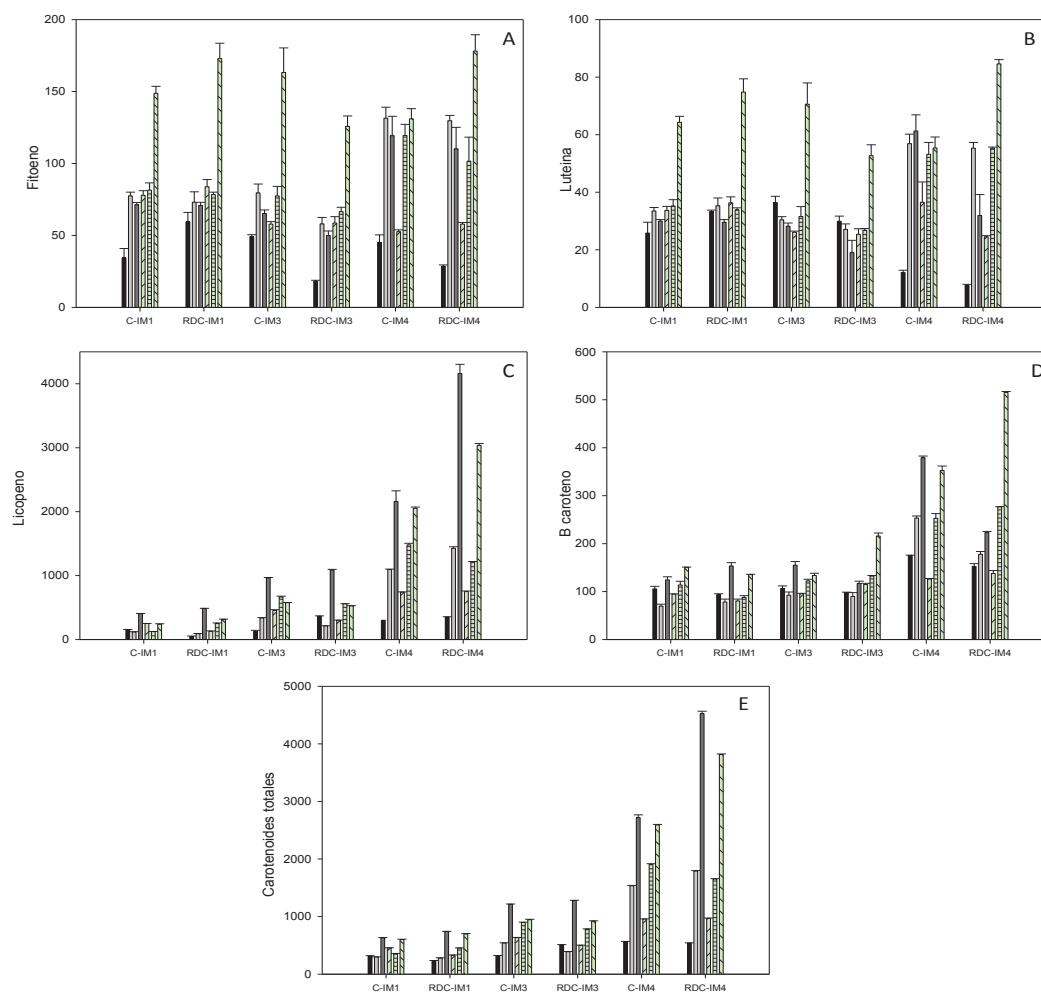 A
Fitoeno
200
150
100
50
0
C-IM1 RDC-IM1 C-IM3 RDC-IM3 C-IM4 RDC-IM4
B
Luteina
100
80
60
40
20
0
C-IM1 RDC-IM1 C-IM3 RDC-IM3 C-IM4 RDC-IM4
C
Licopeno
4000
3000
2000
1000
0
C-IM1 RDC-IM1 C-IM3 RDC-IM3 C-IM4 RDC-IM4
D
B caroteno
600
500
400
300
200
100
0
C-IM1 RDC-IM1 C-IM3 RDC-IM3 C-IM4 RDC-IM4
E
Carotenoides totales
5000
4000
3000
2000
1000
0
C-IM1 RDC-IM1 C-IM3 RDC-IM3 C-IM4 RDC-IM4